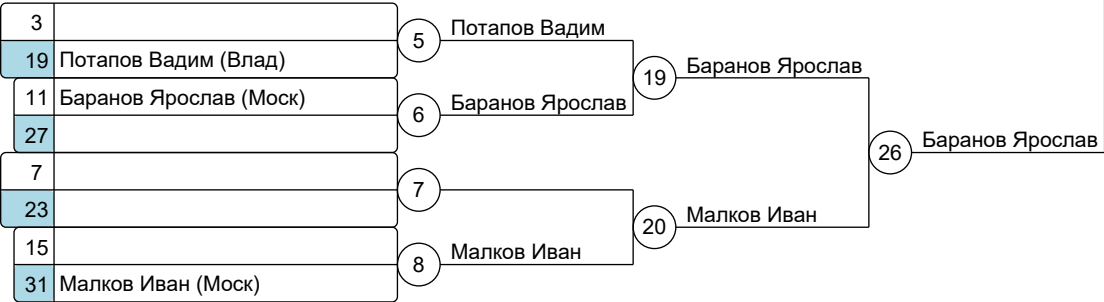 3
5
Потапов Вадим
19 Потапов Вадим (Влад)
19
Баранов Ярослав
11 Баранов Ярослав (Моск)
6
Баранов Ярослав
27
26
Баранов Ярослав
7
7
23
20
Малков Иван
15
8
Малков Иван
31 Малков Иван (Моск)